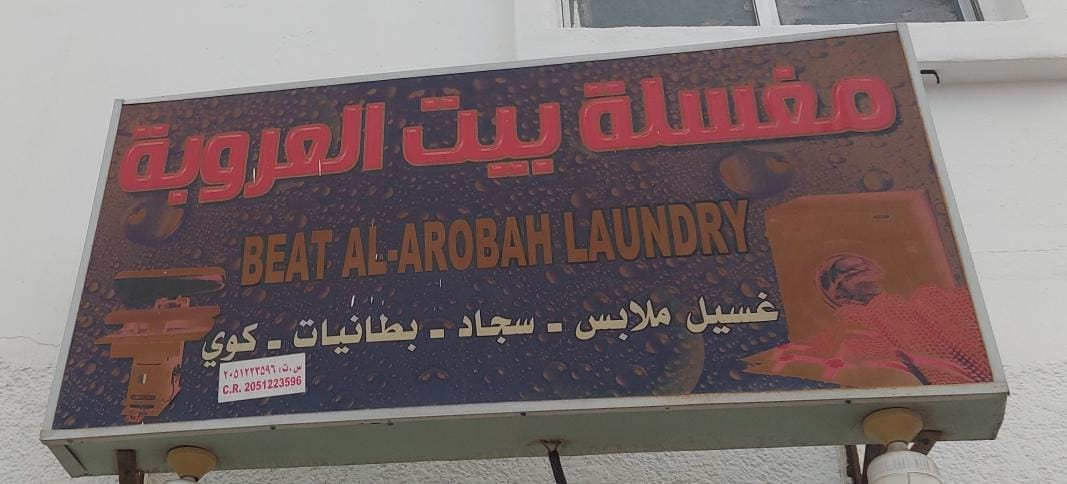 مغسلة بيت العروبة
BEAT AL-AROBAH LAUNDRY
غسيل ملابس - سجاد - بطانيات - كوي
س.ت: ٢٠٥١٢٢٣٥٩٦
C.R. 2051223596